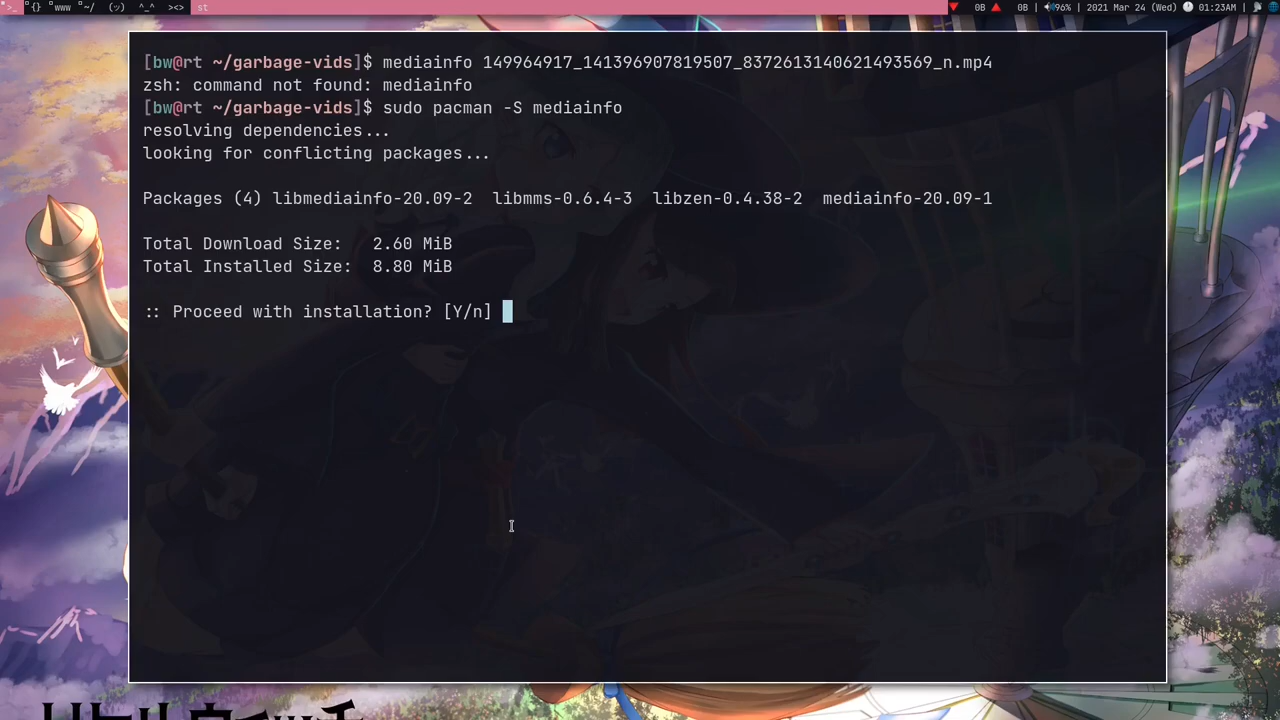 >_ {} "www "~/ (ッ) ^_^ ><> st 0B 0B | 96% | 2021 Mar 24 (Wed) 01:23AM |
[bw@rt ~/garbage-vids]$ mediainfo 149964917_141396907819507_8372613140621493569_n.mp4
zsh: command not found: mediainfo
[bw@rt ~/garbage-vids]$ sudo pacman -S mediainfo
resolving dependencies...
looking for conflicting packages...
Packages (4) libmediainfo-20.09-2 libmms-0.6.4-3 libzen-0.4.38-2 mediainfo-20.09-1
Total Download Size: 2.60 MiB
Total Installed Size: 8.80 MiB
:: Proceed with installation? [Y/n]